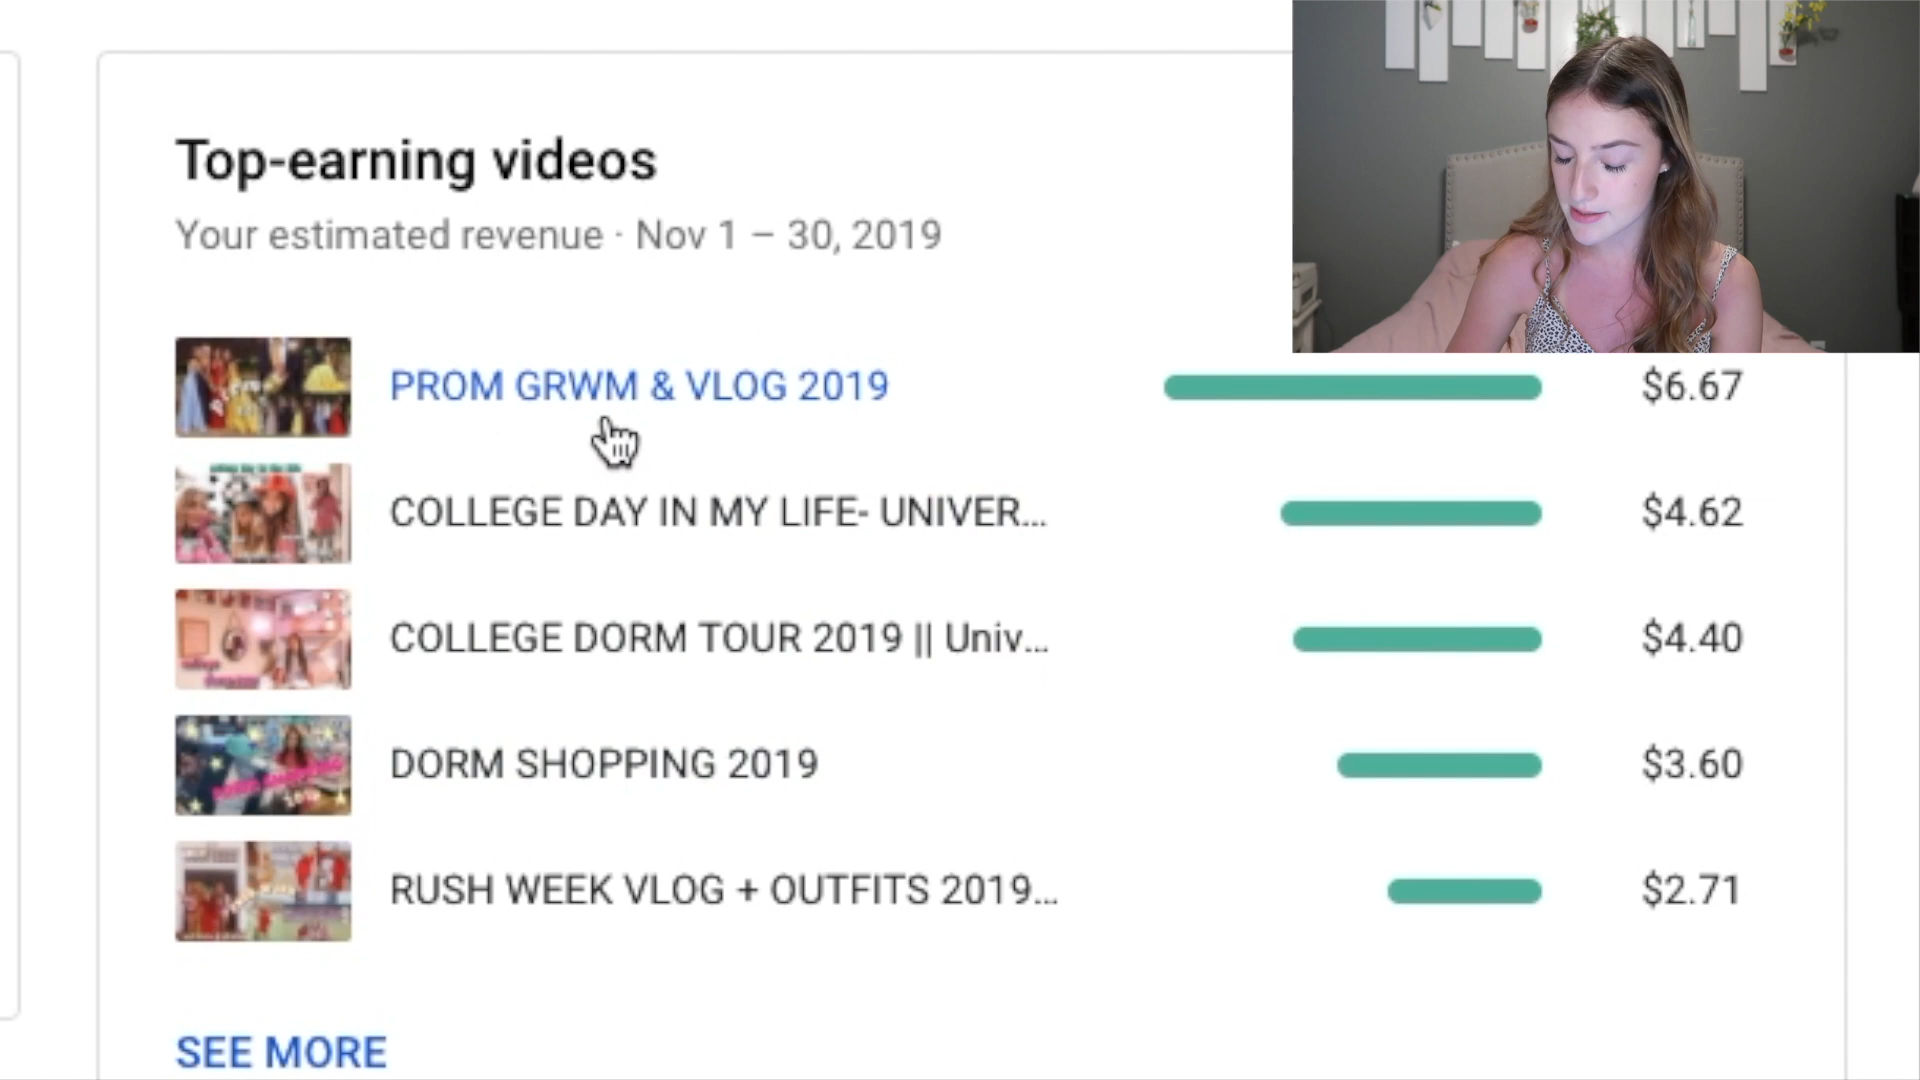 Top-earning videos
Your estimated revenue · Nov 1 – 30, 2019
PROM GRWM & VLOG 2019 $6.67
COLLEGE DAY IN MY LIFE- UNIVER... $4.62
COLLEGE DORM TOUR 2019 || Univ... $4.40
DORM SHOPPING 2019 $3.60
RUSH WEEK VLOG + OUTFITS 2019... $2.71
SEE MORE